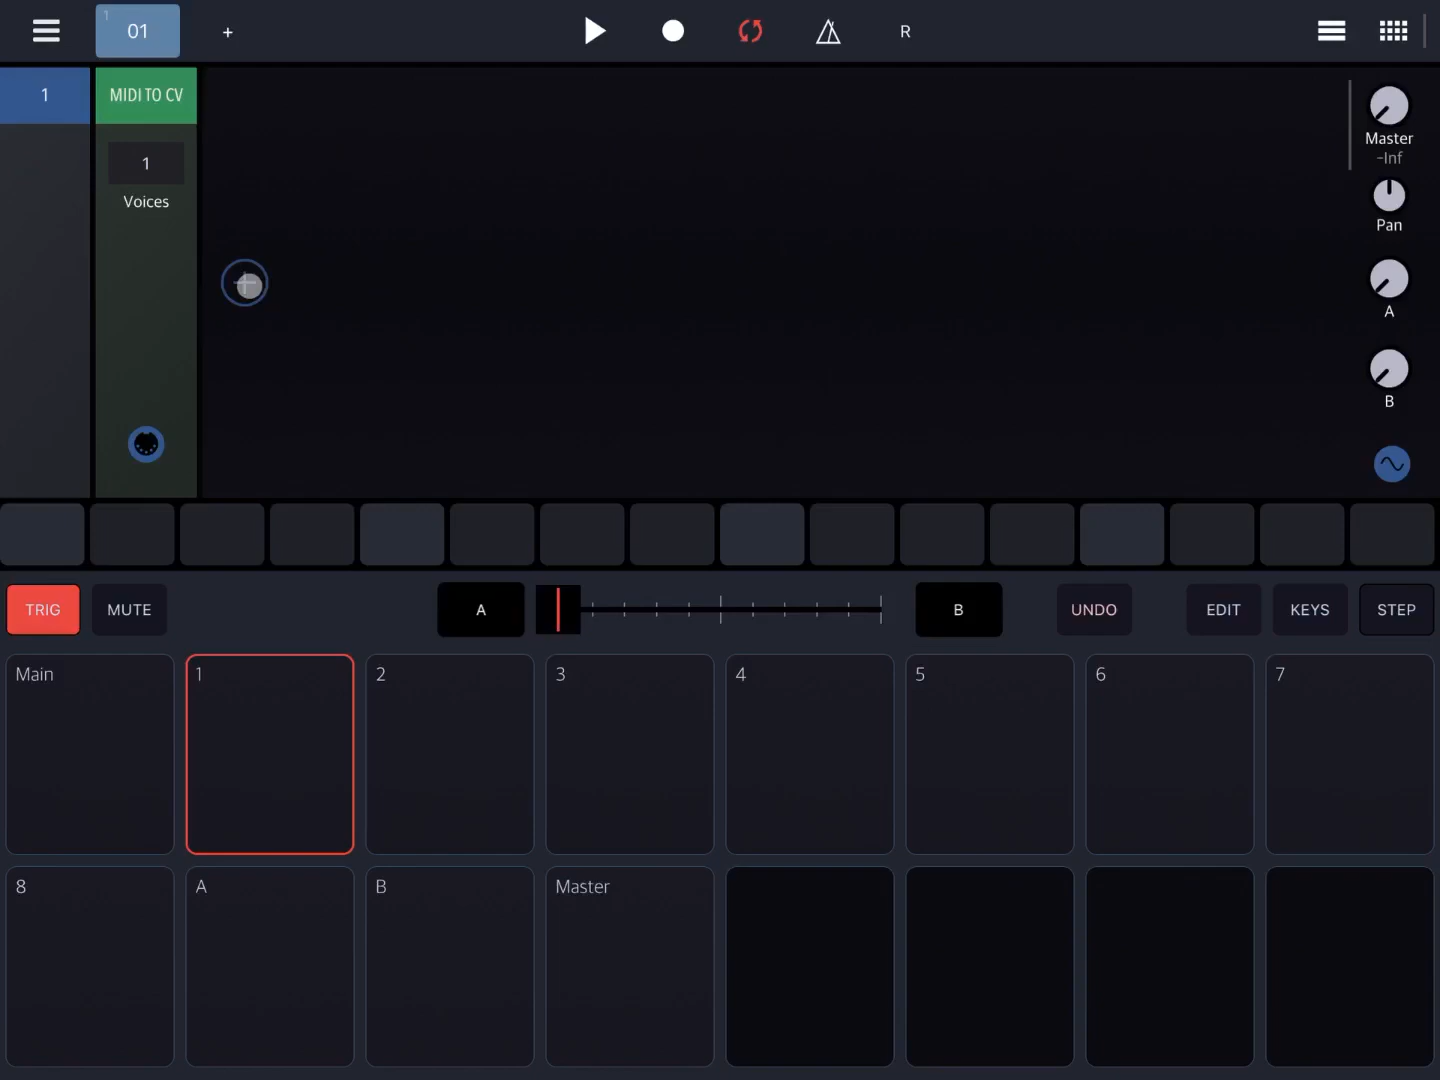 1
01
+
R
1
MIDI TO CV
1
Voices
Master
-Inf
Pan
A
B
TRIG
MUTE
A
B
UNDO
EDIT
KEYS
STEP
Main
1
2
3
4
5
6
7
8
A
B
Master